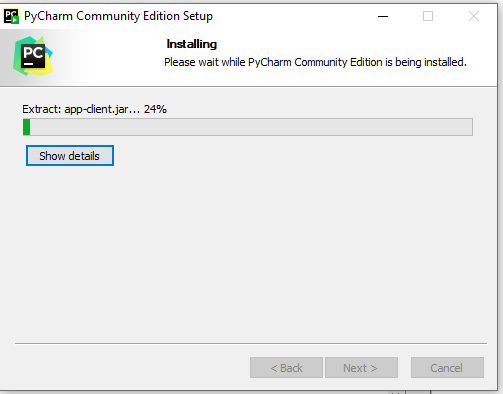 PC
PyCharm Community Edition Setup
PC
Installing
Please wait while PyCharm Community Edition is being installed.
Extract: app-client.jar... 24%
Show details
< Back
Next >
Cancel